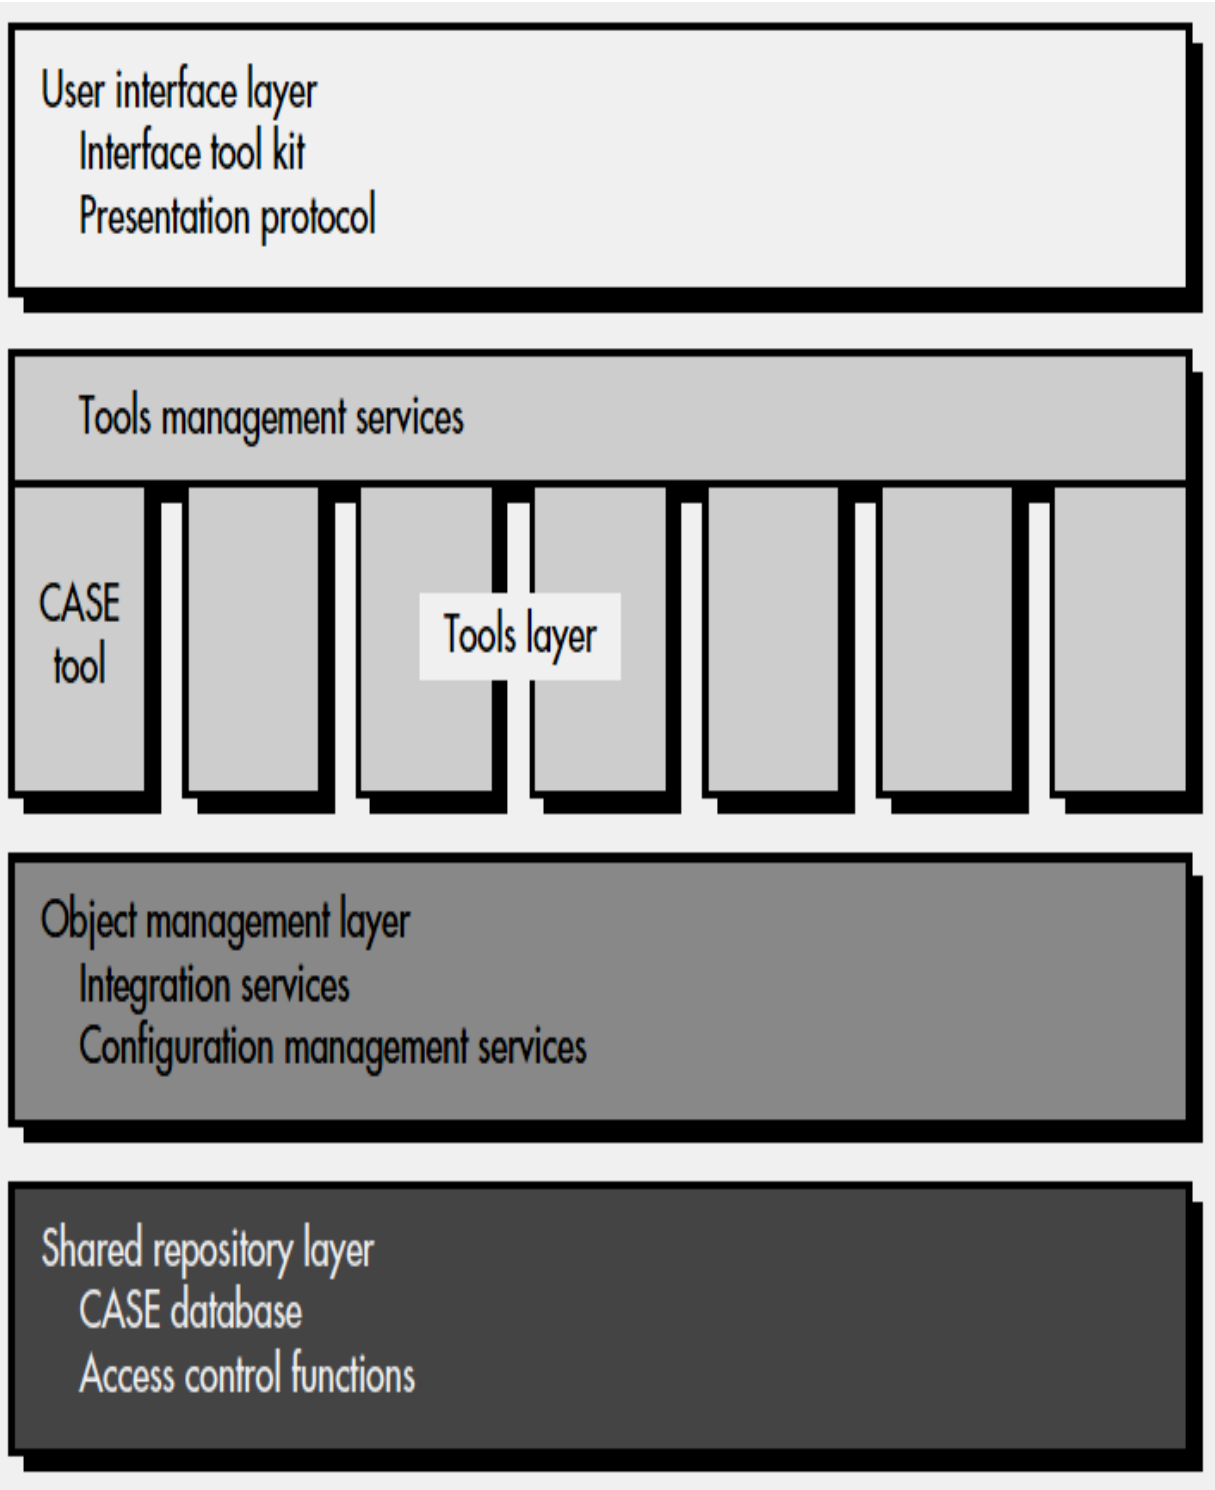 User interface layer
Interface tool kit
Presentation protocol
Tools management services
CASE
tool
Tools layer
Object management layer
Integration services
Configuration management services
Shared repository layer
CASE database
Access control functions